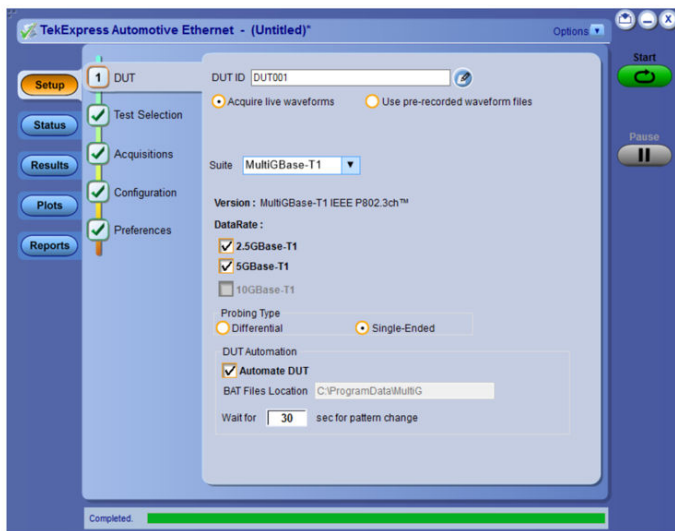 TekExpress Automotive Ethernet - (Untitled)*
Options
Start
Pause
Setup
Status
Results
Plots
Reports
1 DUT
Test Selection
Acquisitions
Configuration
Preferences
DUT ID DUT001
Acquire live waveforms Use pre-recorded waveform files
Suite MultiGBase-T1
Version : MultiGBase-T1 IEEE P802.3ch™
DataRate :
2.5GBase-T1
5GBase-T1
10GBase-T1
Probing Type
Differential Single-Ended
DUT Automation
Automate DUT
BAT Files Location C:\ProgramData\MultiG
Wait for 30 sec for pattern change
Completed.